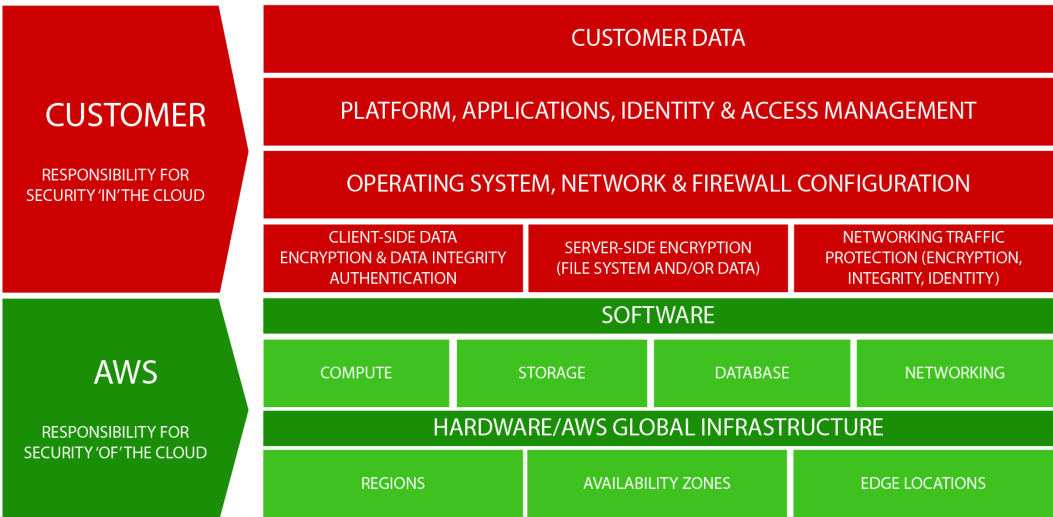 CUSTOMER
RESPONSIBILITY FOR
SECURITY ‘IN’ THE CLOUD
CUSTOMER DATA
PLATFORM, APPLICATIONS, IDENTITY & ACCESS MANAGEMENT
OPERATING SYSTEM, NETWORK & FIREWALL CONFIGURATION
CLIENT-SIDE DATA
ENCRYPTION & DATA INTEGRITY
AUTHENTICATION
SERVER-SIDE ENCRYPTION
(FILE SYSTEM AND/OR DATA)
NETWORKING TRAFFIC
PROTECTION (ENCRYPTION,
INTEGRITY, IDENTITY)
AWS
RESPONSIBILITY FOR
SECURITY ‘OF’ THE CLOUD
SOFTWARE
COMPUTE
STORAGE
DATABASE
NETWORKING
HARDWARE/AWS GLOBAL INFRASTRUCTURE
REGIONS
AVAILABILITY ZONES
EDGE LOCATIONS